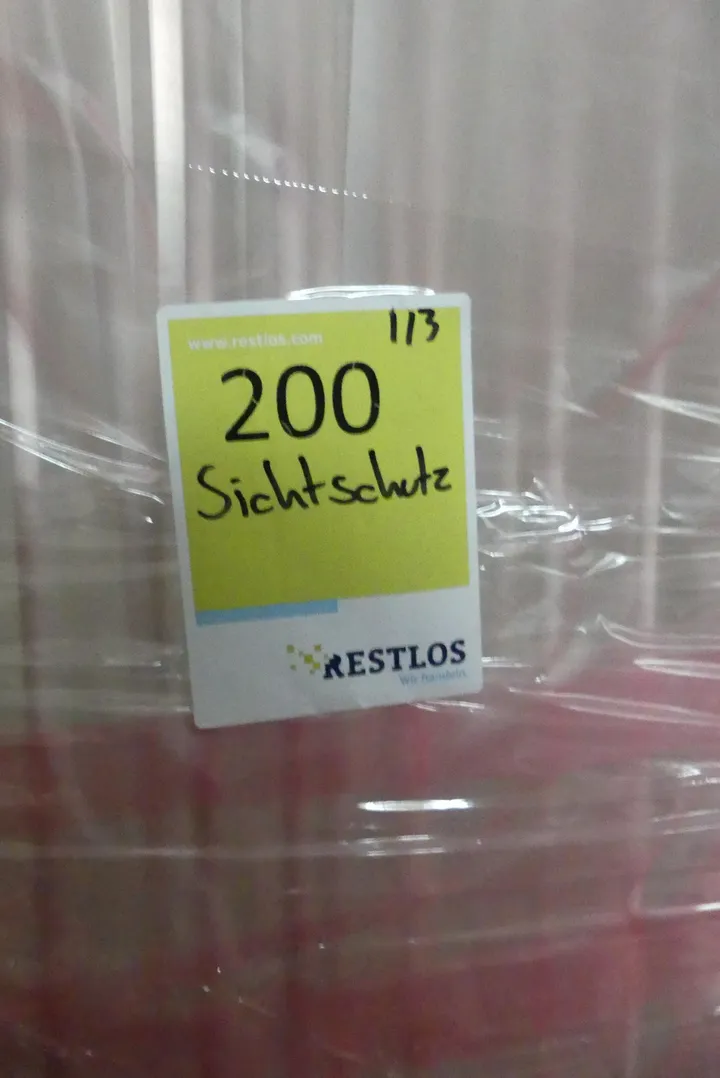 1/3
www.restlos.com
200
Sichtschutz
RESTLOS
Wir handeln.